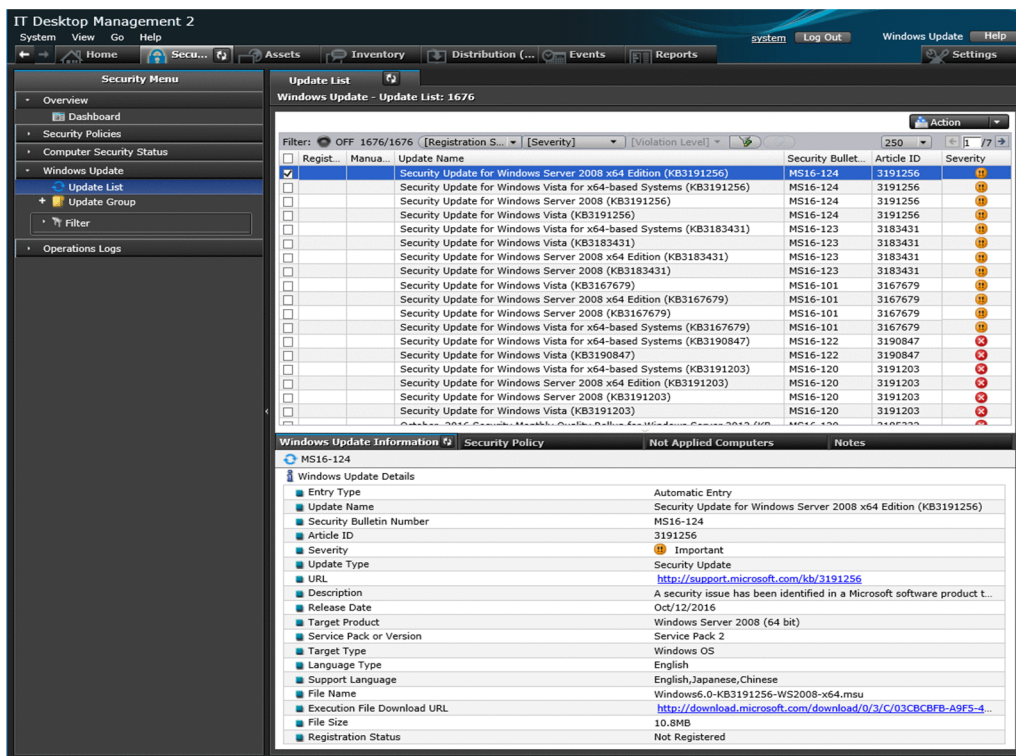 IT Desktop Management 2
System View Go Help
system Log Out Windows Update Help
Home Secu... Assets Inventory Distribution (... Events Reports Settings
Security Menu
Overview
Dashboard
Security Policies
Computer Security Status
Windows Update
Update List
Update Group
Filter
Operations Logs
Update List
Windows Update - Update List: 1676
Action
Filter: OFF 1676/1676 [Registration S... [Severity] [Violation Level] 250 1 /7
Regist... Manua... Update Name Security Bullet... Article ID Severity
Security Update for Windows Server 2008 x64 Edition (KB3191256) MS16-124 3191256
Security Update for Windows Vista for x64-based Systems (KB3191256) MS16-124 3191256
Security Update for Windows Server 2008 (KB3191256) MS16-124 3191256
Security Update for Windows Vista (KB3191256) MS16-124 3191256
Security Update for Windows Vista for x64-based Systems (KB3183431) MS16-123 3183431
Security Update for Windows Vista (KB3183431) MS16-123 3183431
Security Update for Windows Server 2008 x64 Edition (KB3183431) MS16-123 3183431
Security Update for Windows Server 2008 (KB3183431) MS16-123 3183431
Security Update for Windows Vista (KB3167679) MS16-101 3167679
Security Update for Windows Server 2008 x64 Edition (KB3167679) MS16-101 3167679
Security Update for Windows Server 2008 (KB3167679) MS16-101 3167679
Security Update for Windows Vista for x64-based Systems (KB3167679) MS16-101 3167679
Security Update for Windows Vista for x64-based Systems (KB3190847) MS16-122 3190847
Security Update for Windows Vista (KB3190847) MS16-122 3190847
Security Update for Windows Vista for x64-based Systems (KB3191203) MS16-120 3191203
Security Update for Windows Server 2008 x64 Edition (KB3191203) MS16-120 3191203
Security Update for Windows Server 2008 (KB3191203) MS16-120 3191203
Security Update for Windows Vista (KB3191203) MS16-120 3191203
Windows Update Information Security Policy Not Applied Computers Notes
MS16-124
Windows Update Details
Entry Type Automatic Entry
Update Name Security Update for Windows Server 2008 x64 Edition (KB3191256)
Security Bulletin Number MS16-124
Article ID 3191256
Severity Important
Update Type Security Update
URL http://support.microsoft.com/kb/3191256
Description A security issue has been identified in a Microsoft software product t...
Release Date Oct/12/2016
Target Product Windows Server 2008 (64 bit)
Service Pack or Version Service Pack 2
Target Type Windows OS
Language Type English
Support Language English,Japanese,Chinese
File Name Windows6.0-KB3191256-WS2008-x64.msu
Execution File Download URL http://download.microsoft.com/download/0/3/C/03CBCBFB-A9F5-4...
File Size 10.8MB
Registration Status Not Registered